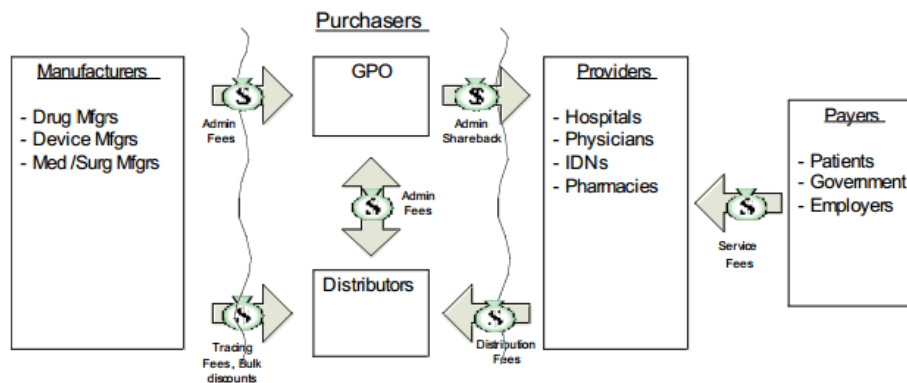 Purchasers
Manufacturers
- Drug Mfgrs
- Device Mfgrs
- Med /Surg Mfgrs
$
Admin
Fees
GPO
$
Admin
Shareback
Providers
- Hospitals
- Physicians
- IDNs
- Pharmacies
Payers
- Patients
- Government
- Employers
$
Admin
Fees
$
Service
Fees
$
Tracing
Fees, Bulk
discounts
Distributors
$
Distribution
Fees